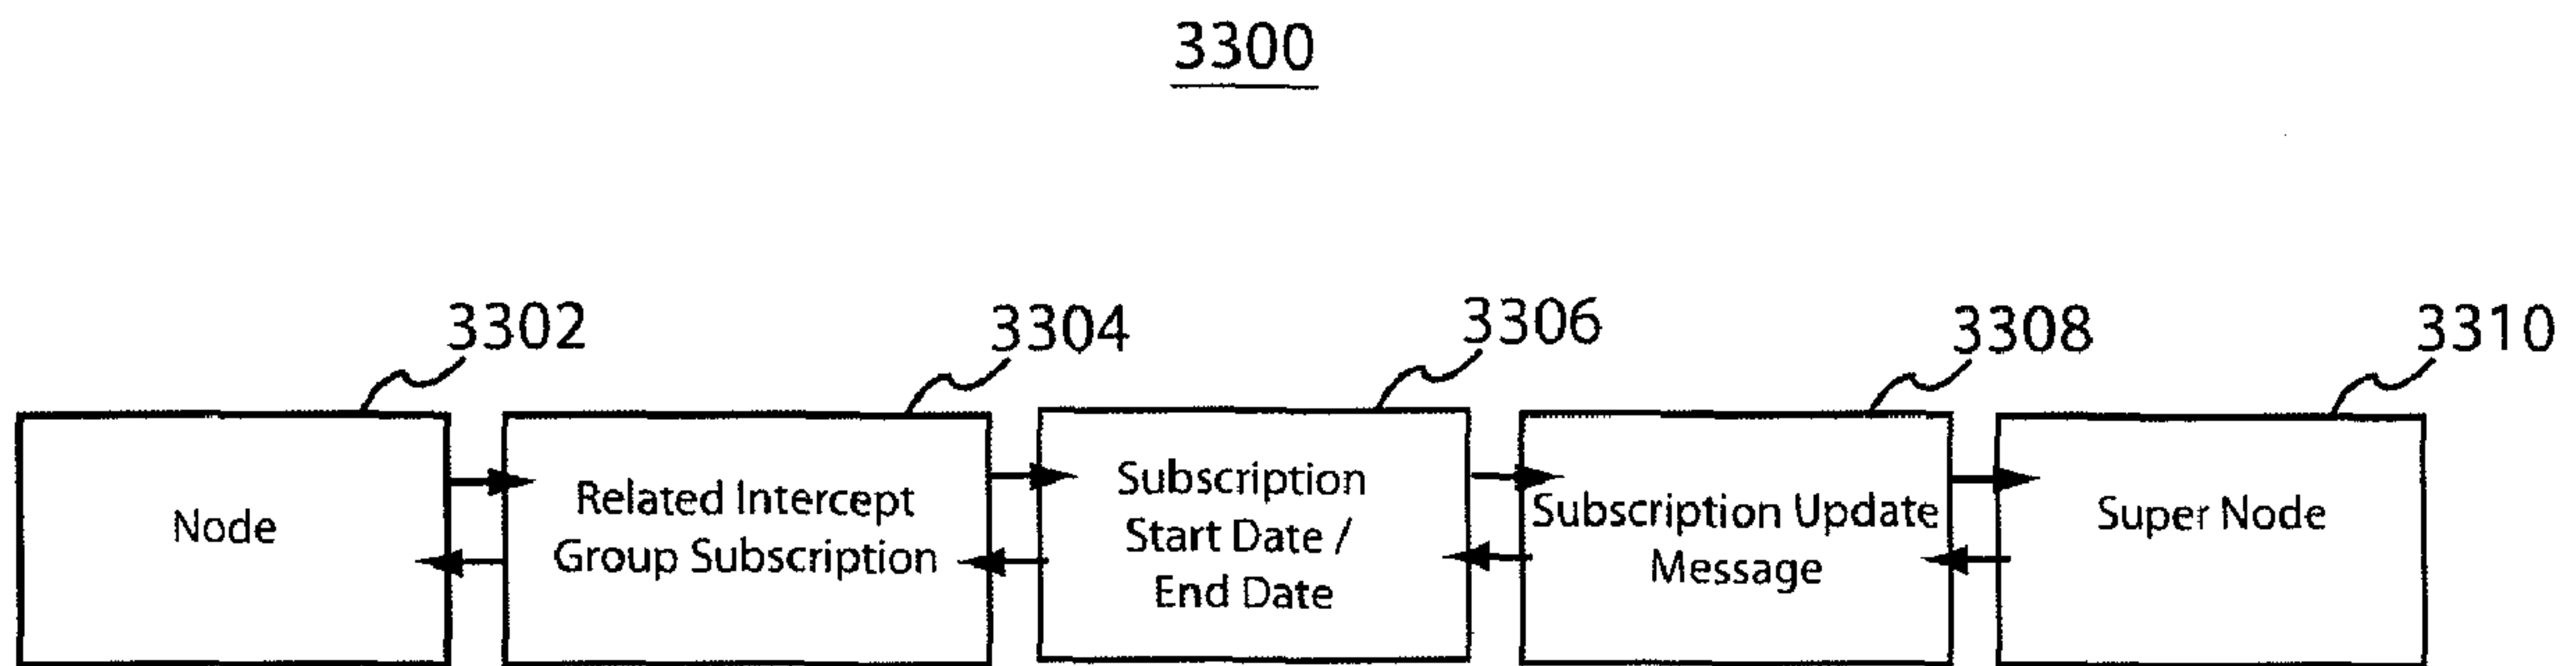 3300
3302
3304
3306
3308
3310
Node
Related Intercept
Group Subscription
Subscription
Start Date /
End Date
Subscription Update
Message
Super Node